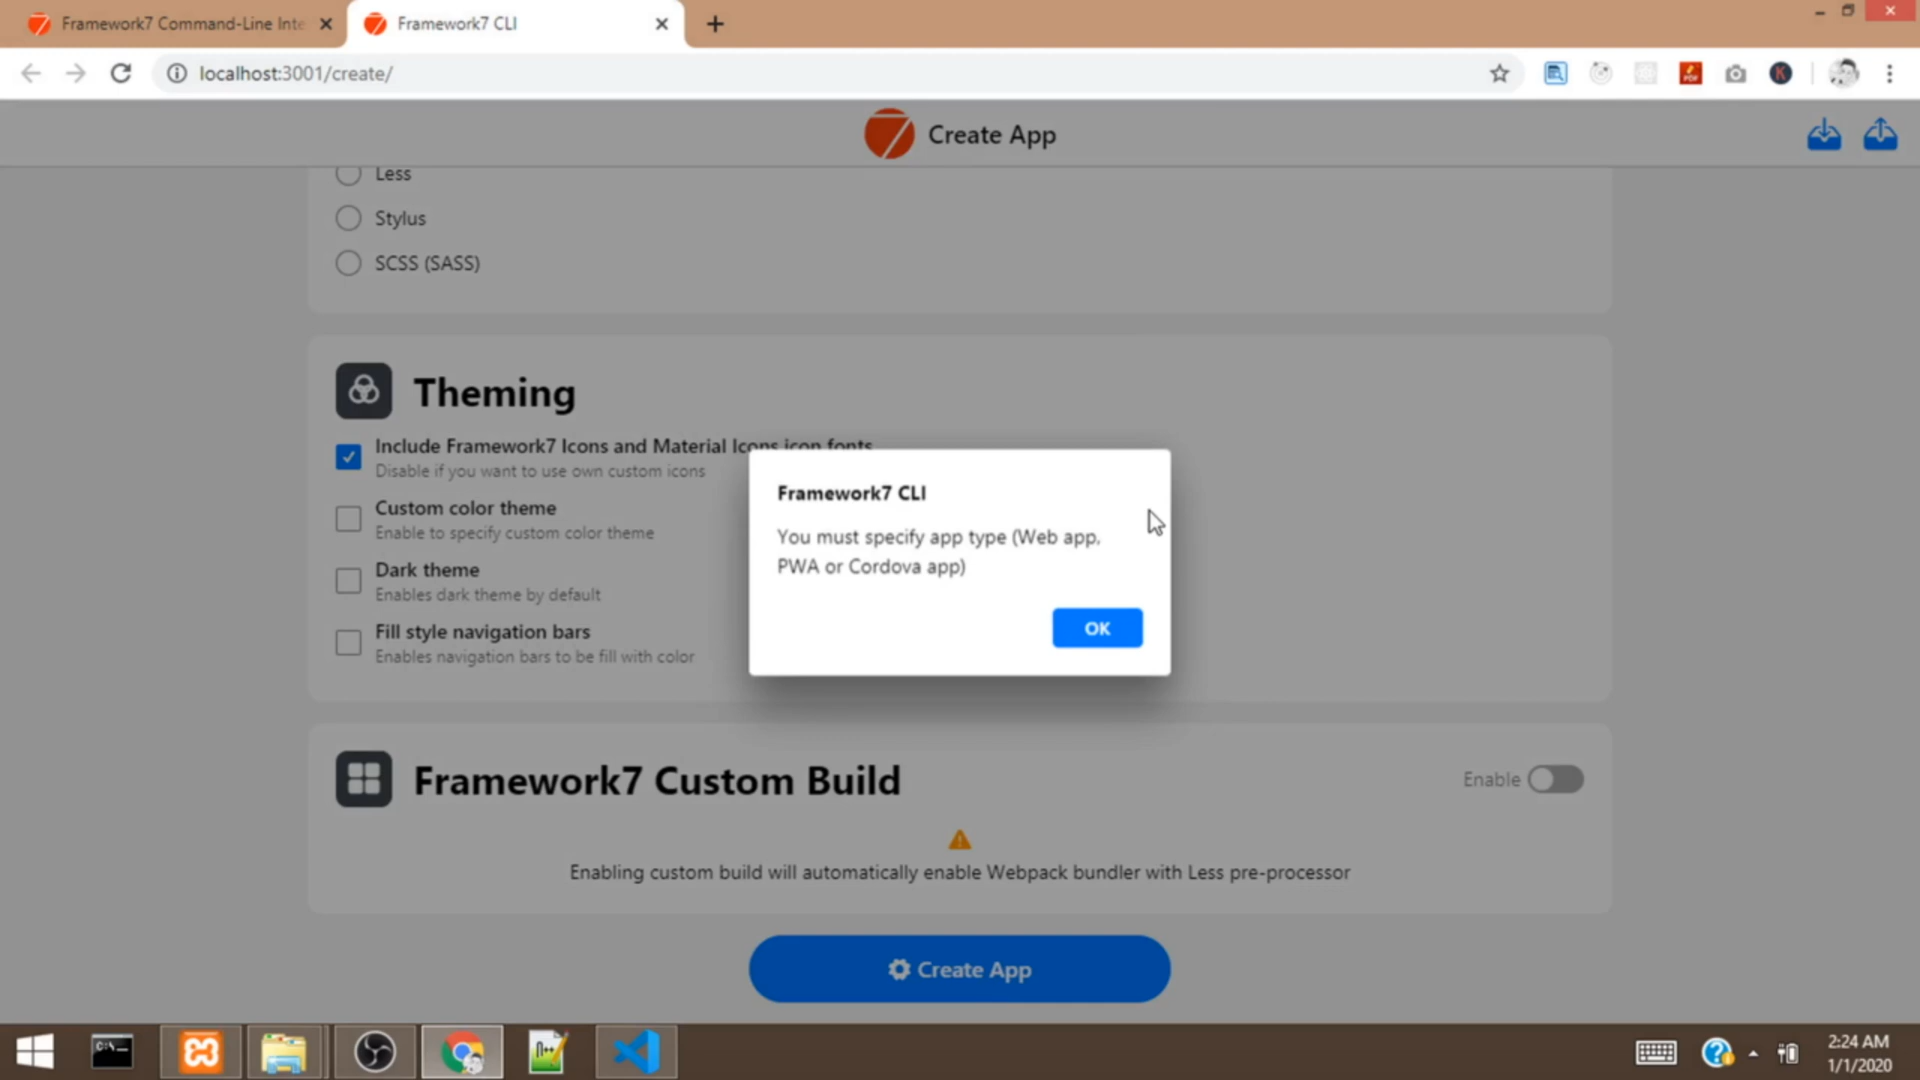 Framework7 Command-Line Inte
Framework7 CLI
localhost:3001/create/
Create App
Less
Stylus
SCSS (SASS)
Theming
Include Framework7 Icons and Material Icons icon fonts
Disable if you want to use own custom icons
Custom color theme
Enable to specify custom color theme
Dark theme
Enables dark theme by default
Fill style navigation bars
Enables navigation bars to be fill with color
Framework7 CLI
You must specify app type (Web app,
PWA or Cordova app)
OK
Framework7 Custom Build
Enable
Enabling custom build will automatically enable Webpack bundler with Less pre-processor
Create App
2:24 AM
1/1/2020